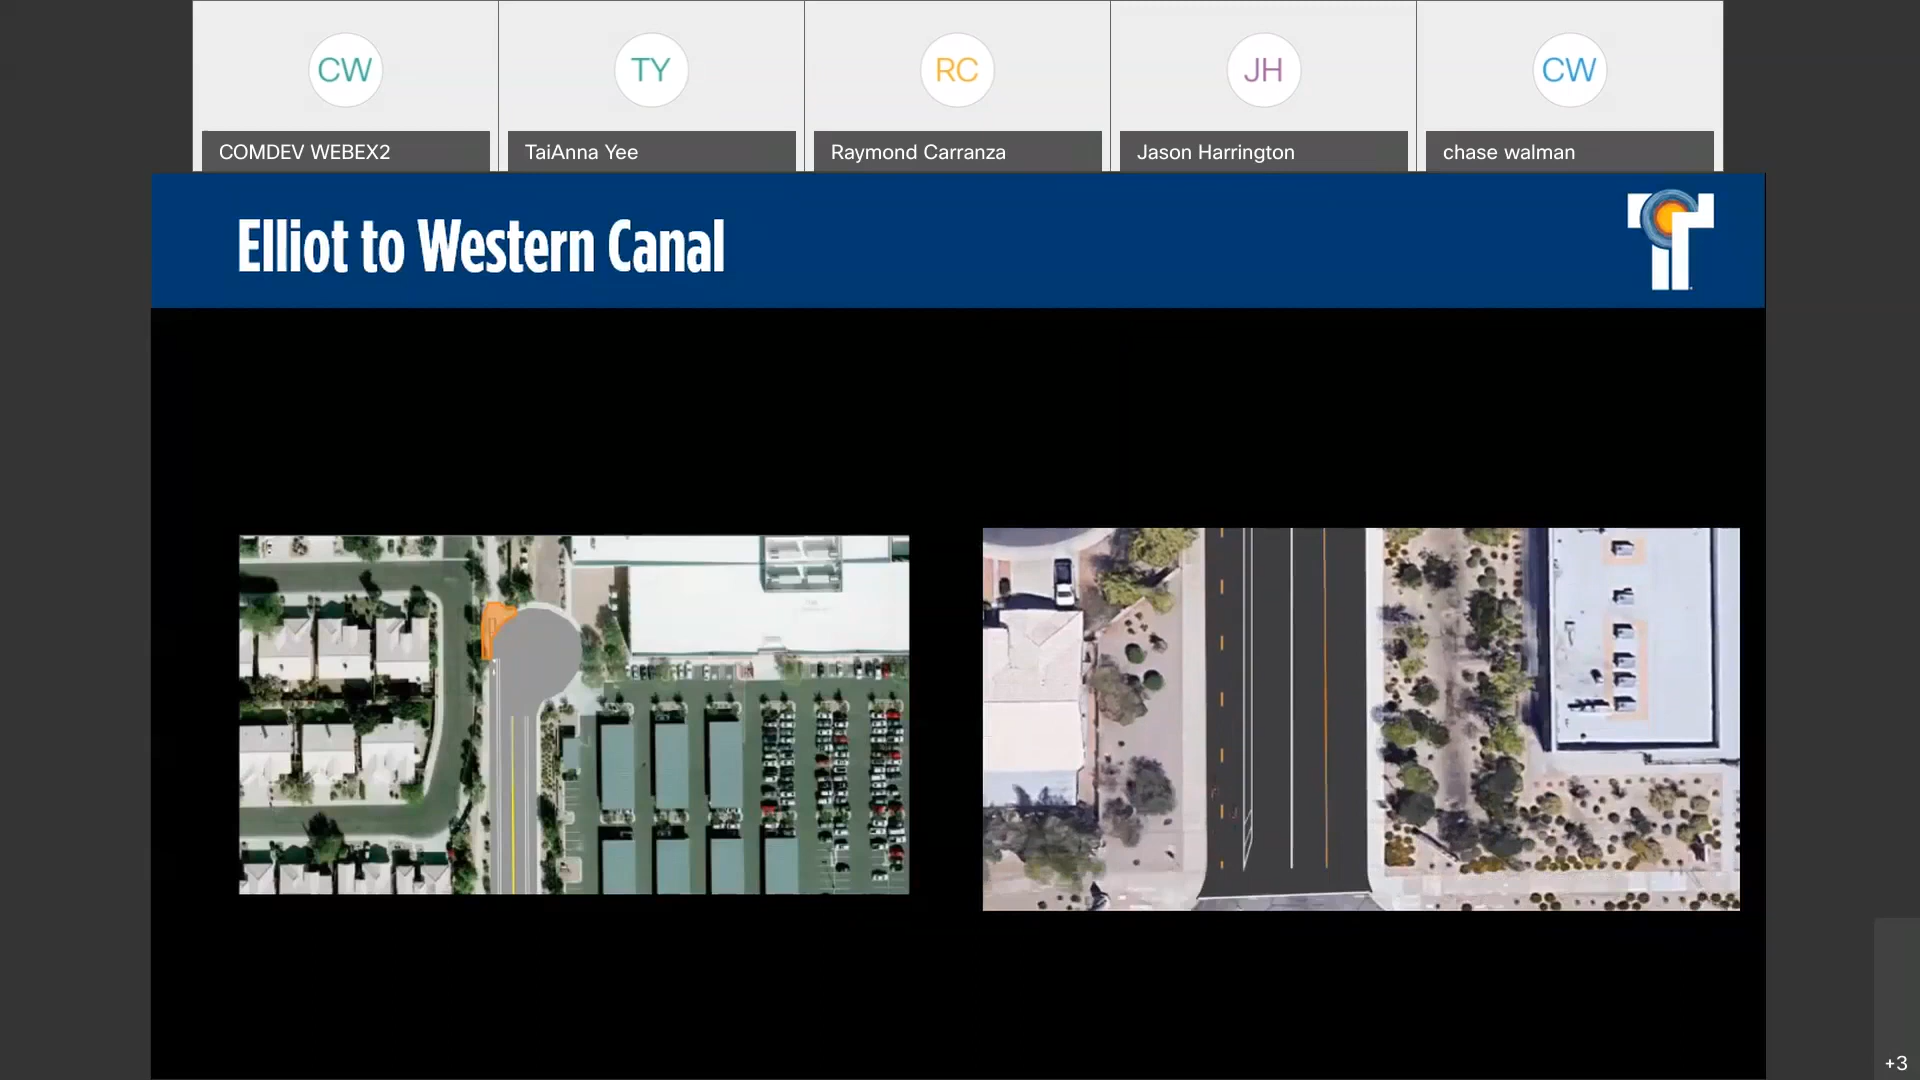 CW
TY
RC
JH
CW
COMDEV WEBEX2
TaiAnna Yee
Raymond Carranza
Jason Harrington
chase walman
Elliot to Western Canal
+3